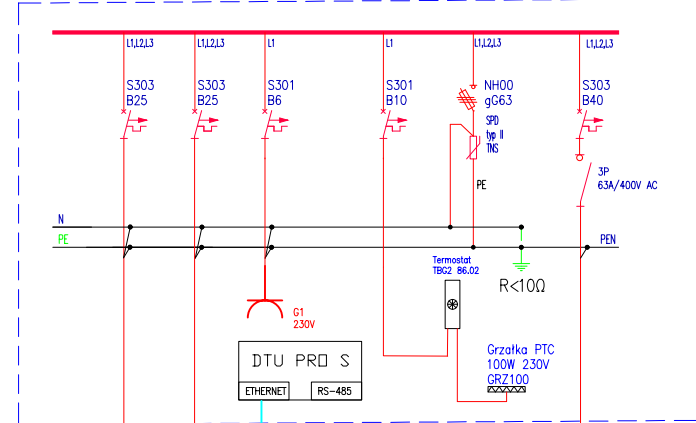 L1,L2,L3
L1,L2,L3
L1
L1
L1,L2,L3
L1,L2,L3
S303
B25
S303
B25
S301
B6
S301
B10
NH00
gG63
S303
B40
SPD
typ II
TNS
3P
63A/400V AC
PE
N
PE
PEN
Termostat
TBG2 86.02
R<10Ω
G1
230V
DTU PRO S
ETHERNET
RS-485
Grzałka PTC
100W 230V
GRZ100